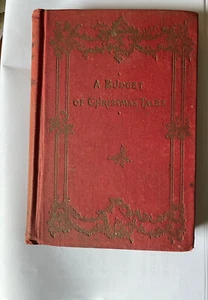 A BUDGET
OF CHRISTMAS TALES